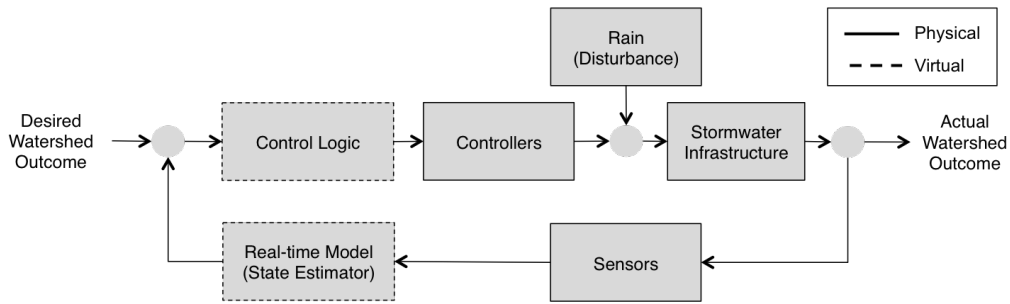 Rain
(Disturbance)
Physical
Virtual
Desired
Watershed
Outcome
Control Logic
Controllers
Stormwater
Infrastructure
Actual
Watershed
Outcome
Real-time Model
(State Estimator)
Sensors